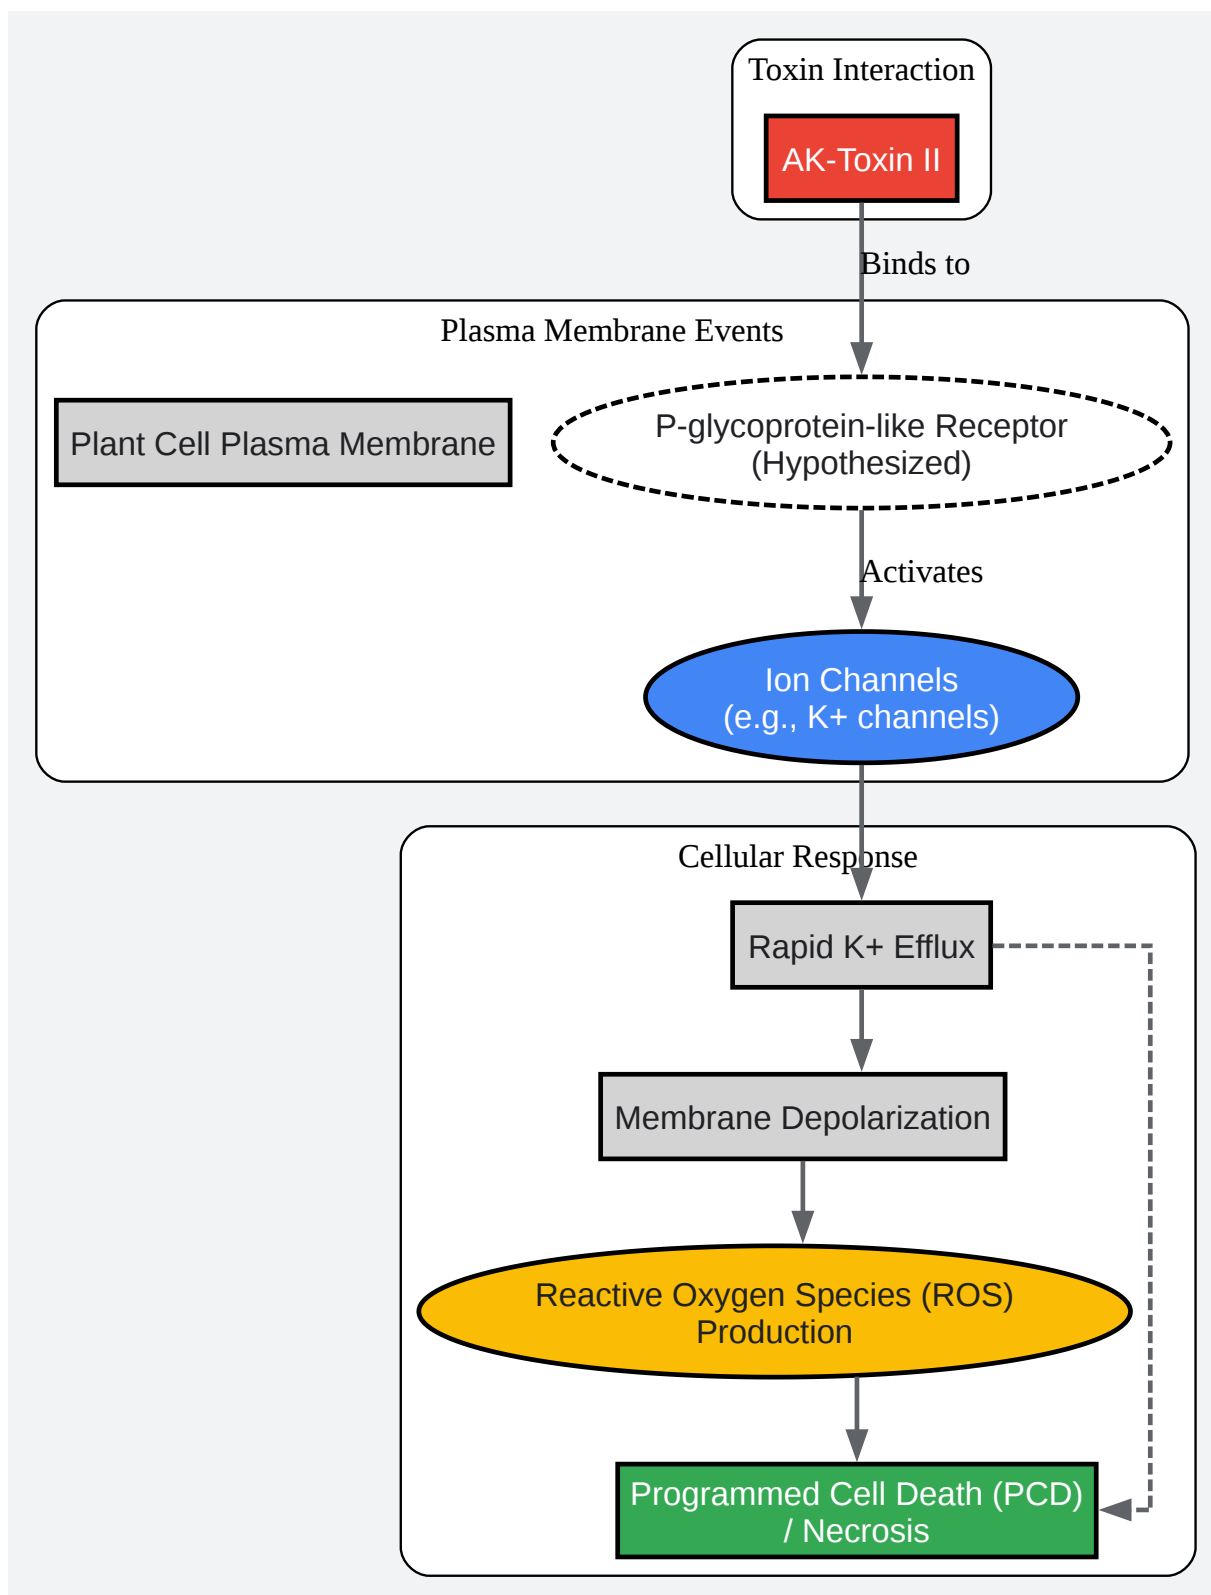 Toxin Interaction
AK-Toxin II
Binds to
Plasma Membrane Events
Plant Cell Plasma Membrane
P-glycoprotein-like Receptor
(Hypothesized)
Activates
Ion Channels
(e.g., K+ channels)
Cellular Response
Rapid K+ Efflux
Membrane Depolarization
Reactive Oxygen Species (ROS)
Production
Programmed Cell Death (PCD)
/ Necrosis